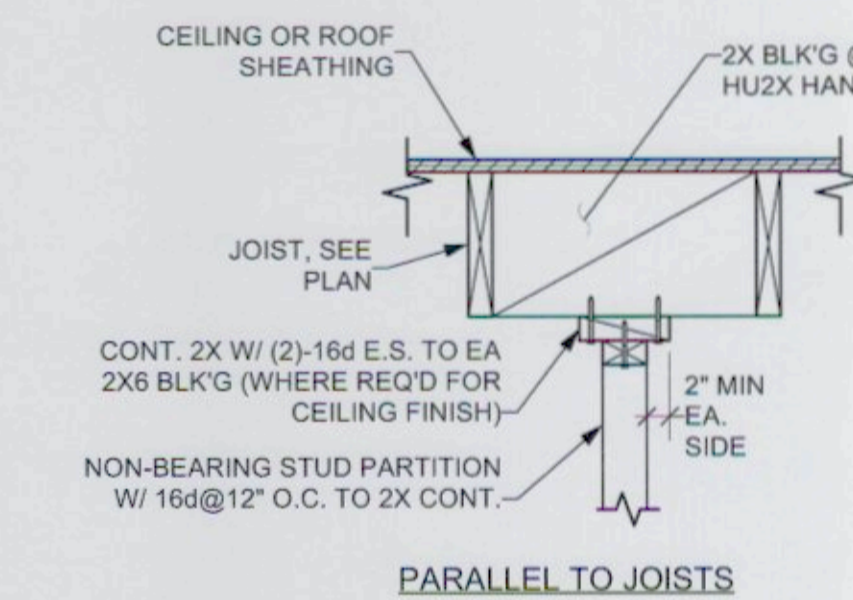 CEILING OR ROOF
SHEATHING
2X BLK'G @
HU2X HAN
JOIST, SEE
PLAN
CONT. 2X W/ (2)-16d E.S. TO EA
2X6 BLK'G (WHERE REQ'D FOR
CEILING FINISH)
2" MIN
EA.
SIDE
NON-BEARING STUD PARTITION
W/ 16d@12" O.C. TO 2X CONT.
PARALLEL TO JOISTS